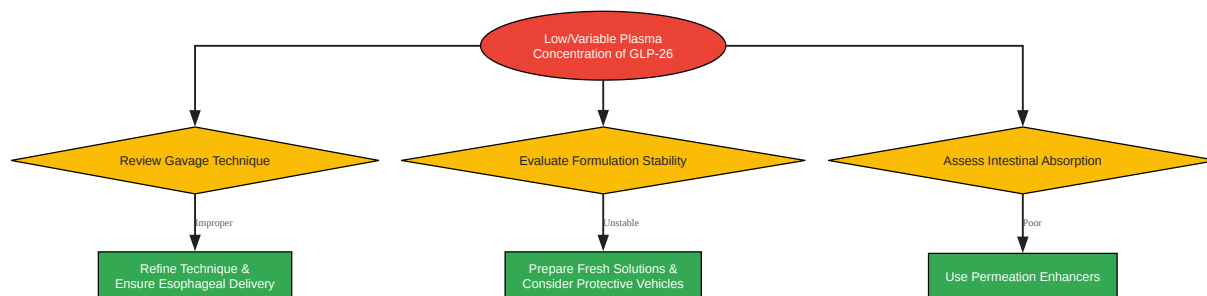 Low/Variable Plasma
Concentration of GLP-26
Review Gavage Technique
Evaluate Formulation Stability
Assess Intestinal Absorption
Improper
Unstable
Poor
Refine Technique &
Ensure Esophageal Delivery
Prepare Fresh Solutions &
Consider Protective Vehicles
Use Permeation Enhancers